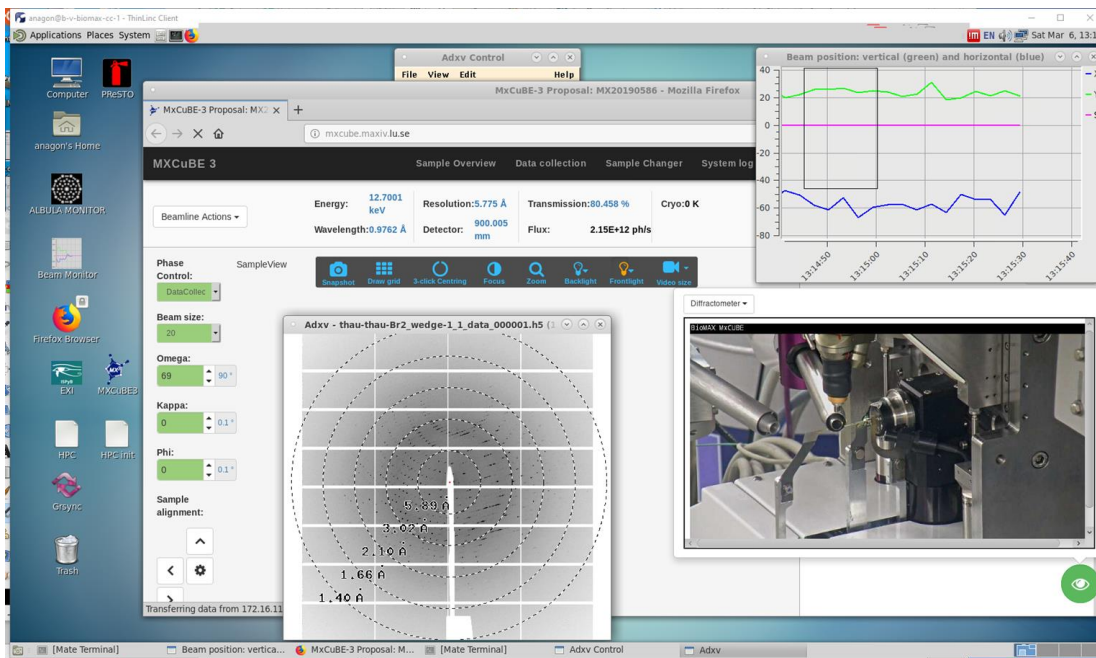 anagon@b-v-biomax-cc-1 - ThinLinc Client
Applications Places System
EN
Sat Mar 6, 13:1
Computer
PReSTO
anagon's Home
ALBULA MONITOR
Beam Monitor
Firefox Browser
EXI
MXCuBE3
HPC
HPC init
Grsync
Trash
Adxv Control
File View Edit Help
MxCuBE-3 Proposal: MX20190586 - Mozilla Firefox
MxCuBE-3 Proposal: MX2
mxcube.maxiv.lu.se
MXCuBE 3
Sample Overview Data collection Sample Changer System log
Beamline Actions
Energy: 12.7001 keV
Resolution: 5.775 Å
Transmission: 80.458 %
Cryo: 0 K
Wavelength: 0.9762 Å
Detector: 900.005 mm
Flux: 2.15E+12 ph/s
Phase Control: SampleView
DataCollec
Beam size:
20
Omega:
69 90 °
Kappa:
0 0.1 °
Phi:
0 0.1 °
Sample alignment:
Snapshot Draw grid 3-click Centring Focus Zoom Backlight Frontlight Video size
Transferring data from 172.16.11
Adxv - thau-thau-Br2_wedge-1_1_data_000001.h5 (1
5.89 Å
3.02 Å
2.10 Å
1.66 Å
1.40 Å
Beam position: vertical (green) and horizontal (blue)
40
20
0
-20
-40
-60
-80
13:14:50
13:15:00
13:15:10
13:15:20
13:15:30
13:15:40
Diffractometer
BioMAX MxCUBE
[Mate Terminal]
Beam position: vertica...
MxCuBE-3 Proposal: M...
[Mate Terminal]
Adxv Control
Adxv